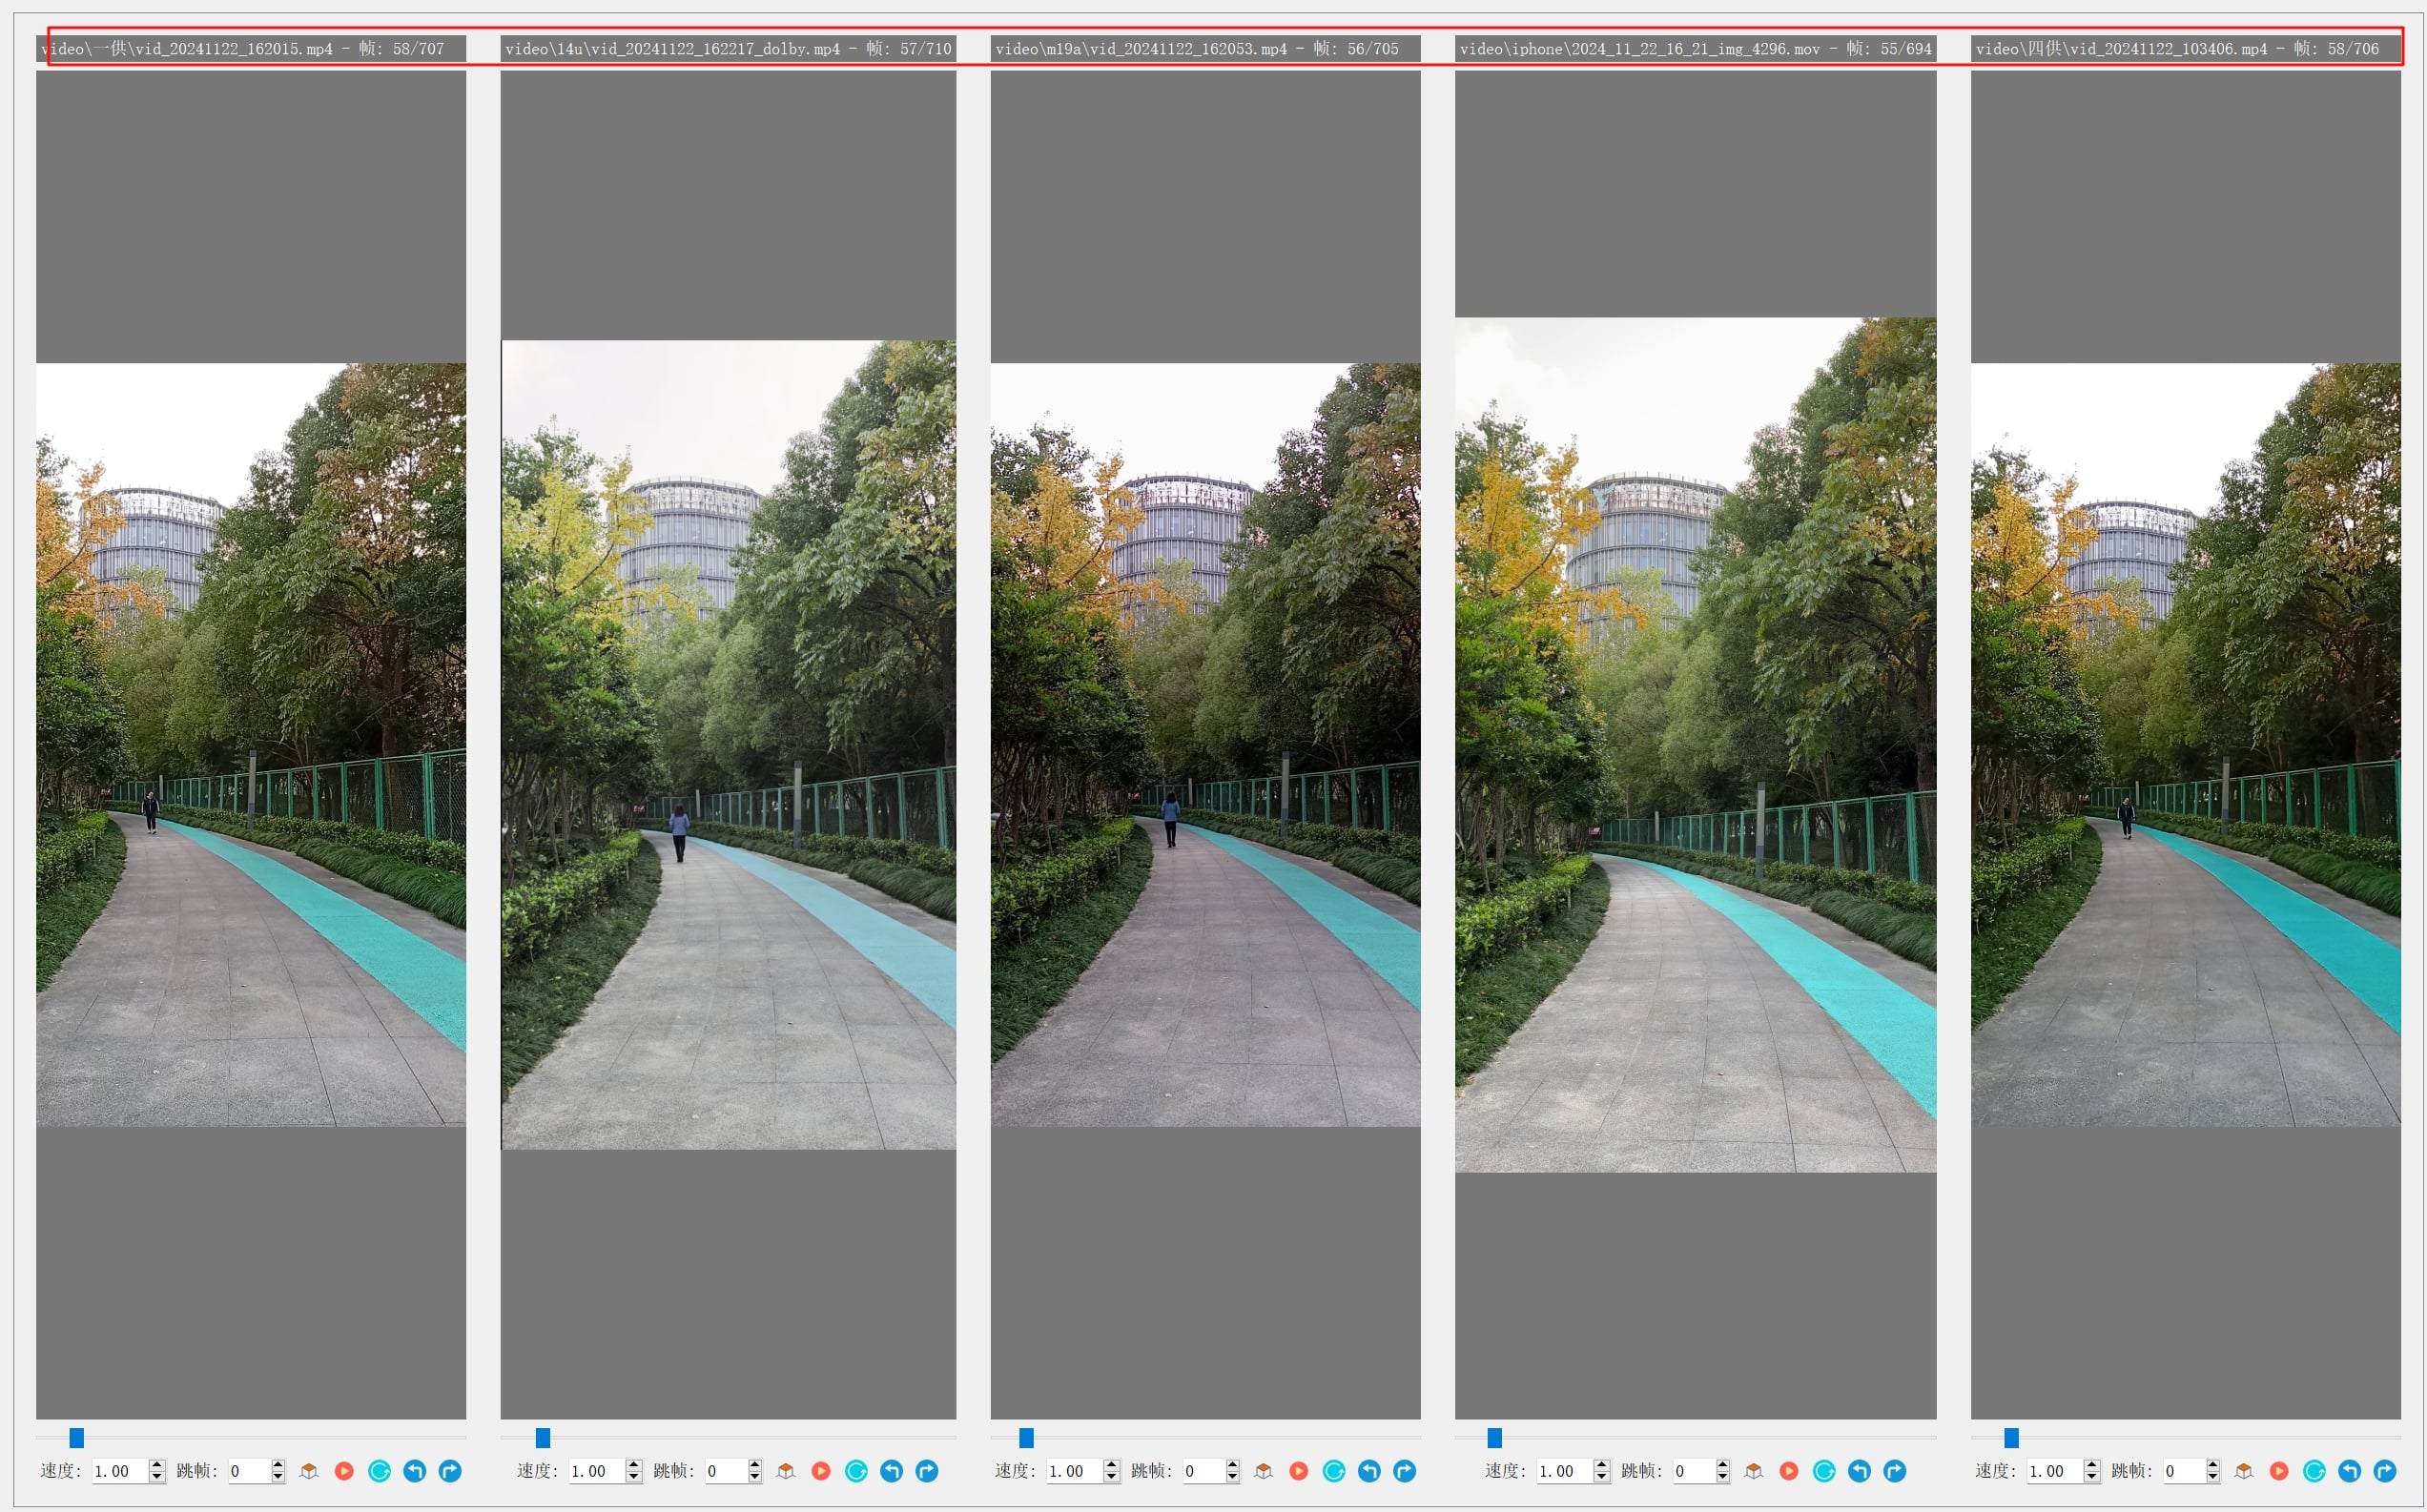 video\一供\vid_20241122_162015.mp4 - 帧: 58/707
video\14u\vid_20241122_162217_dolby.mp4 - 帧: 57/710
video\m19a\vid_20241122_162053.mp4 - 帧: 56/705
video\iphone\2024_11_22_16_21_img_4296.mov - 帧: 55/694
video\四供\vid_20241122_103406.mp4 - 帧: 58/706
速度: 1.00 跳帧: 0
速度: 1.00 跳帧: 0
速度: 1.00 跳帧: 0
速度: 1.00 跳帧: 0
速度: 1.00 跳帧: 0